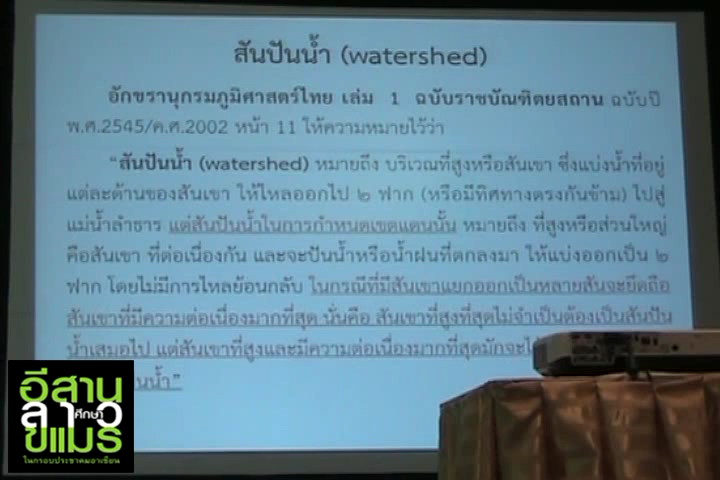 สันปันน้ำ (watershed)
อักขรานุกรมภูมิศาสตร์ไทย เล่ม 1 ฉบับราชบัณฑิตยสถาน ฉบับปี
พ.ศ.2545/ค.ศ.2002 หน้า 11 ให้ความหมายไว้ว่า
“สันปันน้ำ (watershed) หมายถึง บริเวณที่สูงหรือสันเขา ซึ่งแบ่งน้ำที่อยู่
แต่ละด้านของสันเขา ให้ไหลออกไป ๒ ฟาก (หรือมีทิศทางตรงกันข้าม) ไปสู่
แม่น้ำลำธาร แต่สันปันน้ำในการกำหนดเขตแดนนั้น หมายถึง ที่สูงหรือส่วนใหญ่
คือสันเขา ที่ต่อเนื่องกัน และจะปันน้ำหรือน้ำฝนที่ตกลงมา ให้แบ่งออกเป็น ๒
ฟาก โดยไม่มีการไหลย้อนกลับ ในกรณีที่มีสันเขาแยกออกเป็นหลายสันจะยึดถือ
สันเขาที่มีความต่อเนื่องมากที่สุด นั่นคือ สันเขาที่สูงที่สุดไม่จำเป็นต้องเป็นสันปัน
น้ำเสมอไป แต่สันเขาที่สูงและมีความต่อเนื่องมากที่สุดมักจะ
นน้ำ”
อีสาน
ลาว ศึกษา
ขแมร์
ในกรอบประชาคมอาเซียน